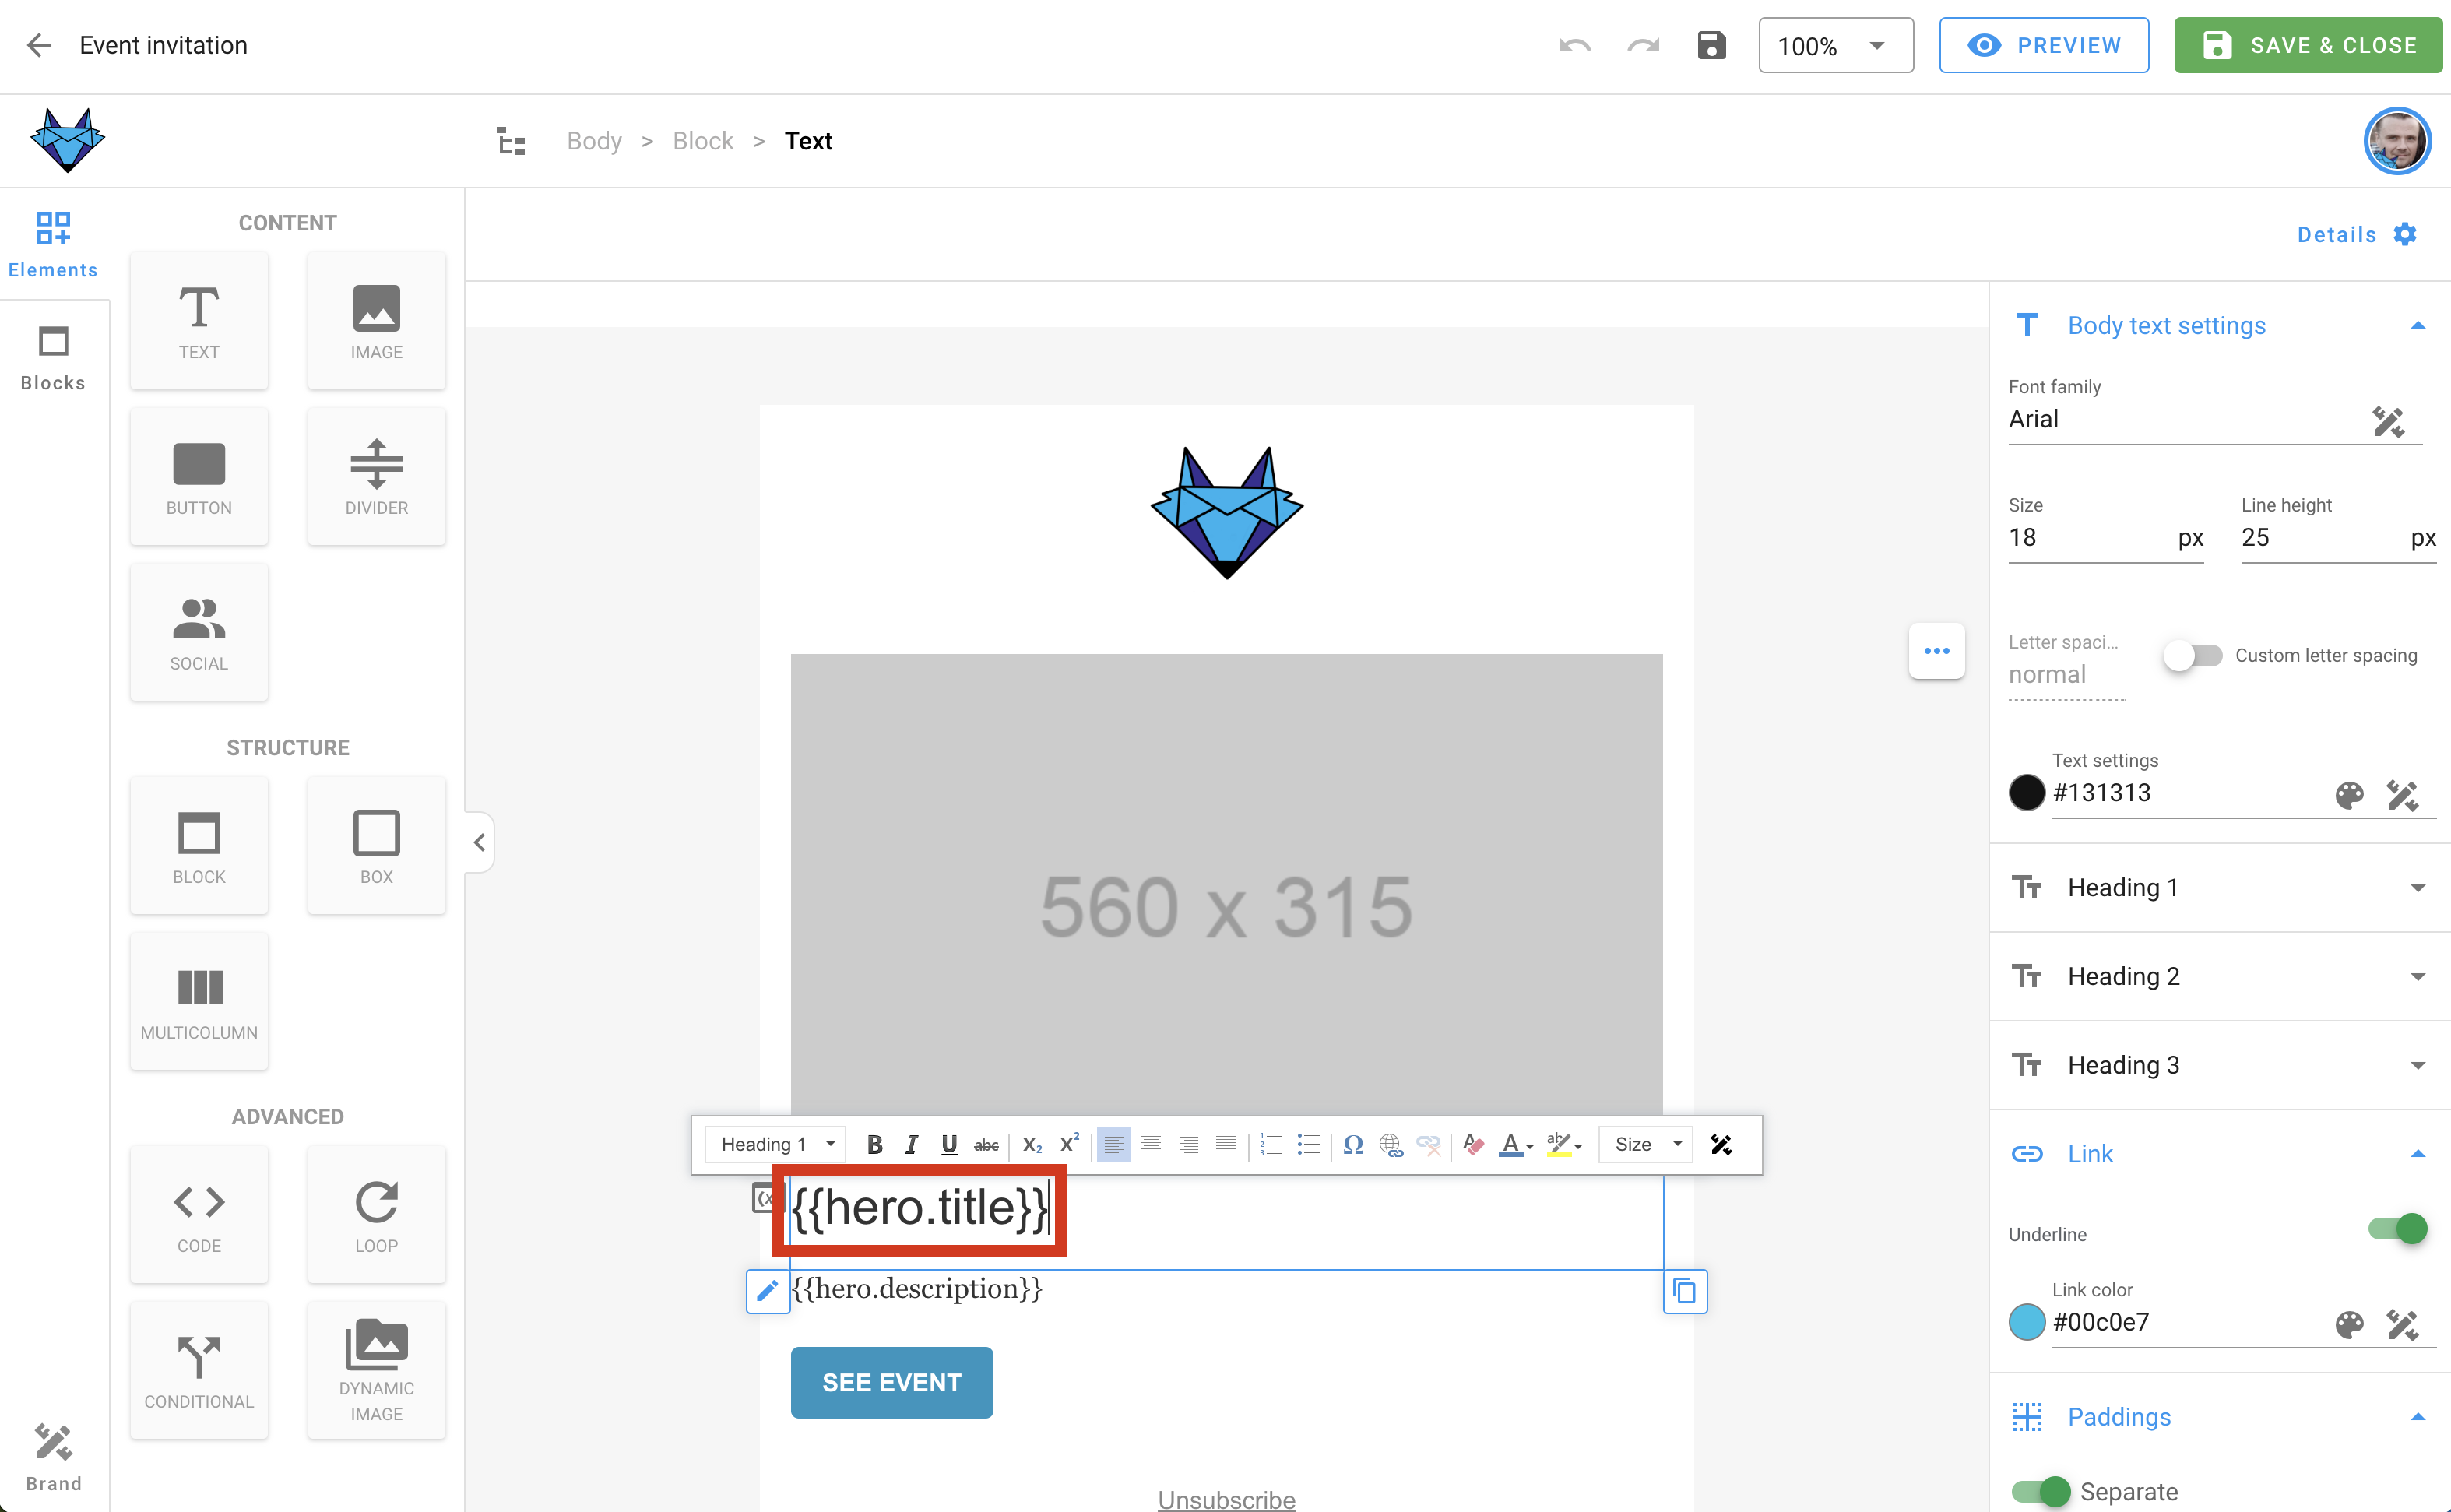 Event invitation
100%
PREVIEW
SAVE & CLOSE
Body > Block > Text
Elements
Blocks
Brand
CONTENT
TEXT
IMAGE
BUTTON
DIVIDER
SOCIAL
STRUCTURE
BLOCK
BOX
MULTICOLUMN
ADVANCED
CODE
LOOP
CONDITIONAL
DYNAMIC
IMAGE
560 x 315
Heading 1
B I U abc X₂ X² Ω A ab Size
(x
{{hero.title}}
{{hero.description}}
SEE EVENT
Unsubscribe
Details
Body text settings
Font family
Arial
Size
18 px
Line height
25 px
Letter spaci...
normal
Custom letter spacing
Text settings
#131313
Heading 1
Heading 2
Heading 3
Link
Underline
Link color
#00c0e7
Paddings
Separate